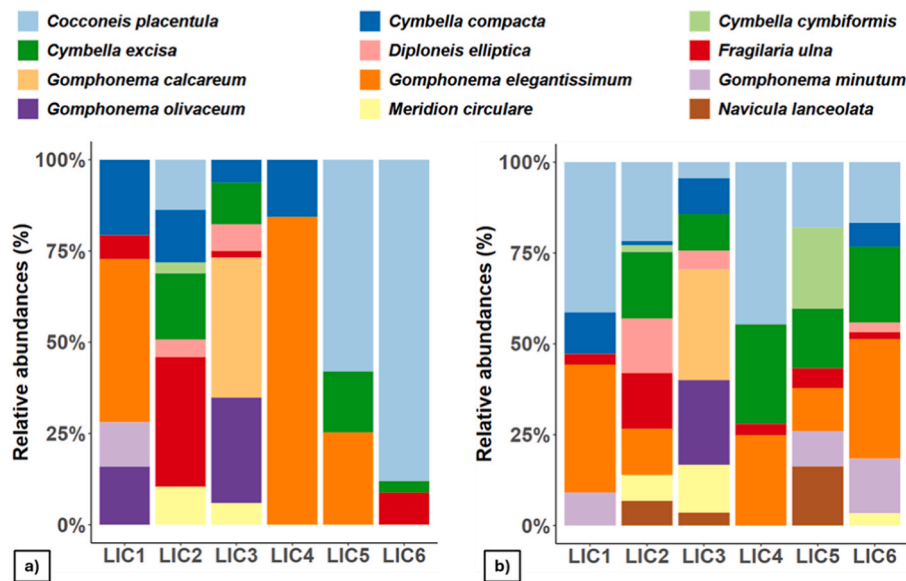 Cocconeis placentula Cymbella compacta Cymbella cymbiformis
Cymbella excisa Diploneis elliptica Fragilaria ulna
Gomphonema calcareum Gomphonema elegantissimum Gomphonema minutum
Gomphonema olivaceum Meridion circulare Navicula lanceolata
Relative abundances (%)
100%
75%
50%
25%
0%
LIC1 LIC2 LIC3 LIC4 LIC5 LIC6
a)
Relative abundances (%)
100%
75%
50%
25%
0%
LIC1 LIC2 LIC3 LIC4 LIC5 LIC6
b)